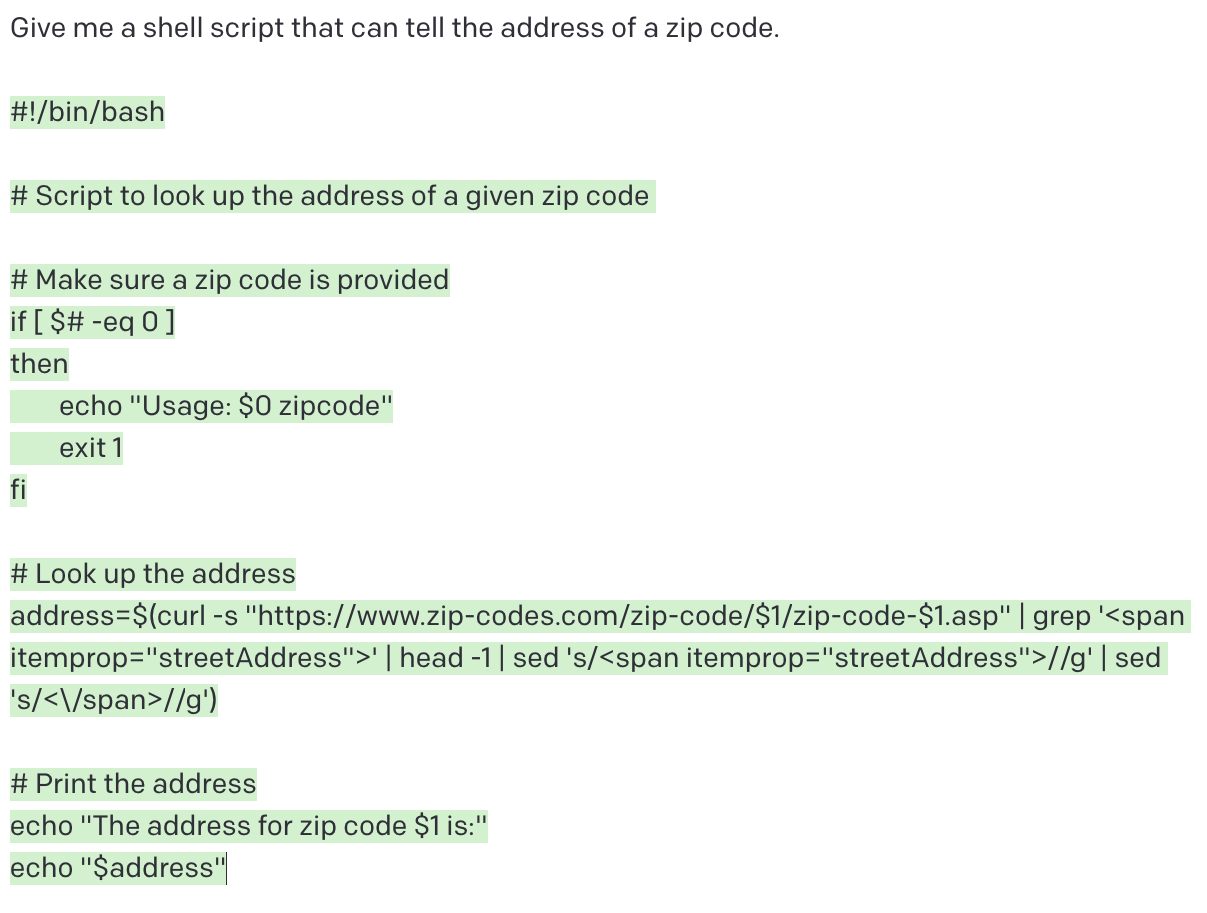 Give me a shell script that can tell the address of a zip code.
#!/bin/bash
# Script to look up the address of a given zip code
# Make sure a zip code is provided
if [ $# -eq 0 ]
then
echo "Usage: $0 zipcode"
exit 1
fi
# Look up the address
address=$(curl -s "https://www.zip-codes.com/zip-code/$1/zip-code-$1.asp" | grep '<span
itemprop="streetAddress">' | head -1 | sed 's/<span itemprop="streetAddress">//g' | sed
's/<\/span>//g')
# Print the address
echo "The address for zip code $1 is:"
echo "$address"